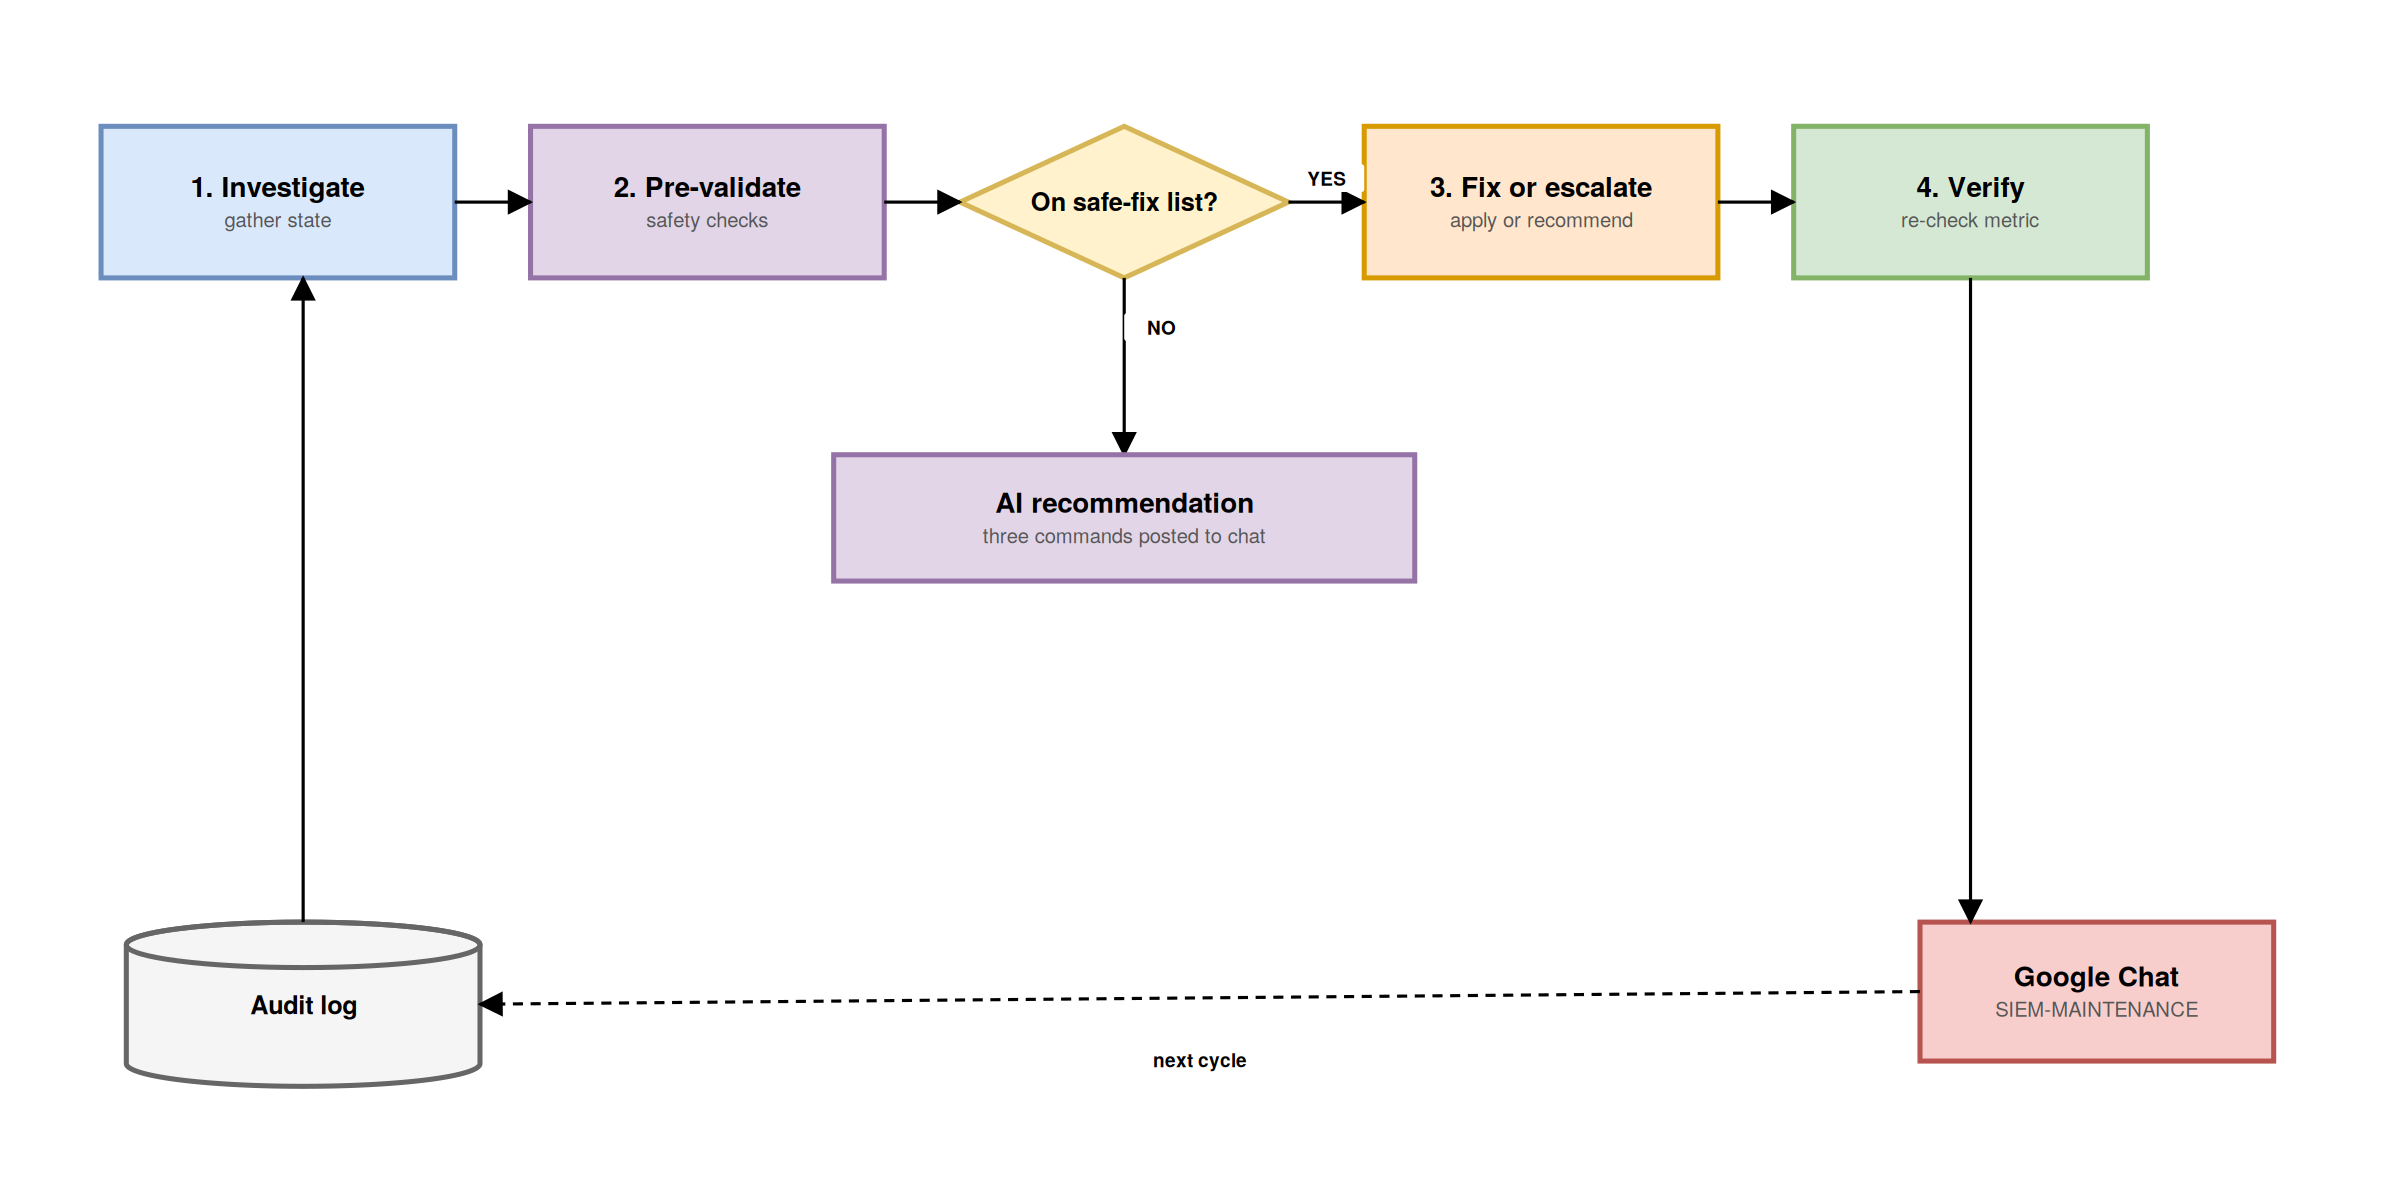 1. Investigate
gather state
2. Pre-validate
safety checks
On safe-fix list?
YES
3. Fix or escalate
apply or recommend
4. Verify
re-check metric
NO
AI recommendation
three commands posted to chat
Audit log
Google Chat
SIEM-MAINTENANCE
next cycle